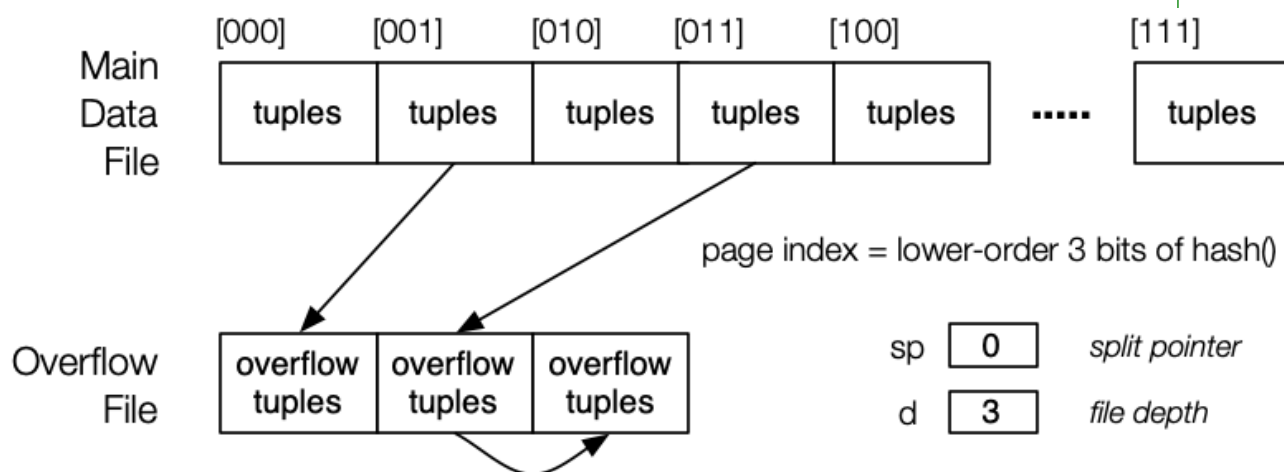 [000] [001] [010] [011] [100] [111]
Main
Data
File
tuples tuples tuples tuples tuples ..... tuples
page index = lower-order 3 bits of hash()
Overflow
File
overflow overflow overflow
tuples tuples tuples
sp 0 split pointer
d 3 file depth